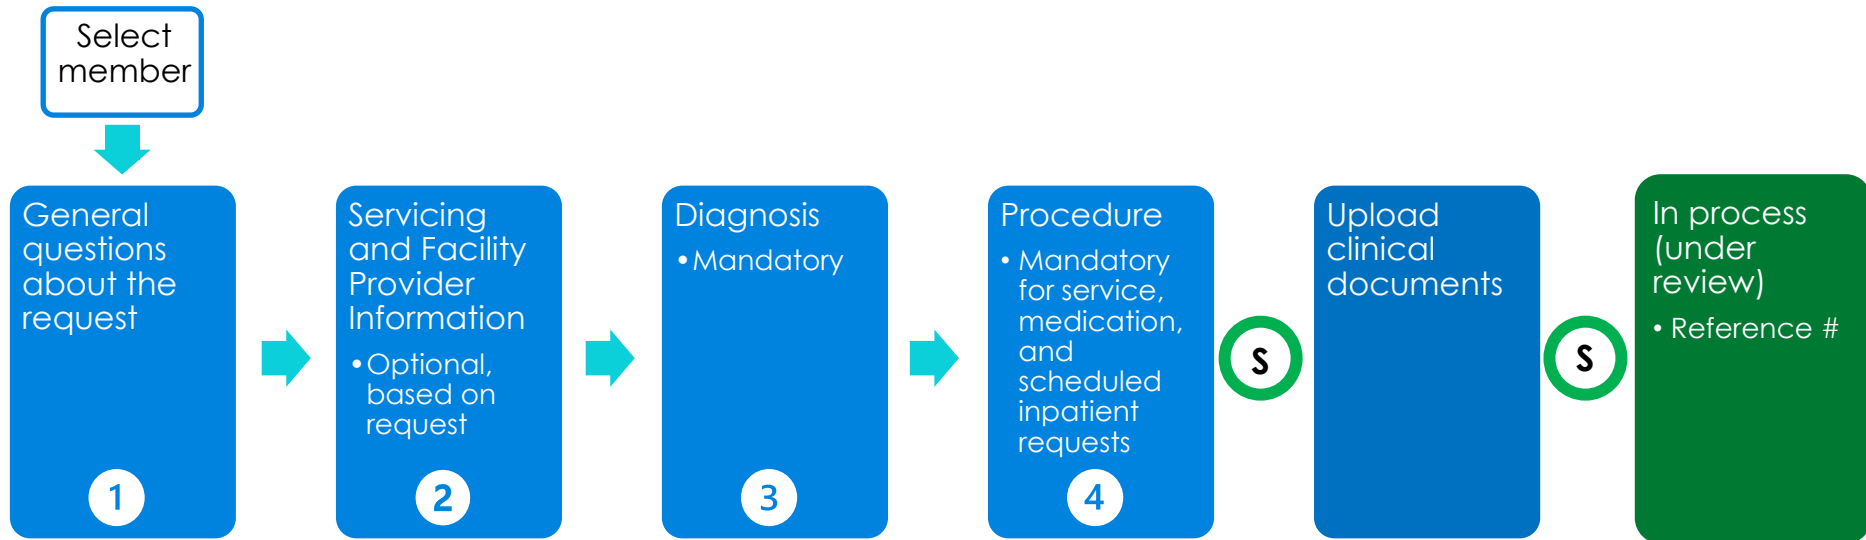 Select
member
General
questions
about the
request
1
Servicing
and Facility
Provider
Information
•Optional,
based on
request
2
Diagnosis
•Mandatory
3
Procedure
• Mandatory
for service,
medication,
and
scheduled
inpatient
requests
4
S
Upload
clinical
documents
S
In process
(under
review)
• Reference #